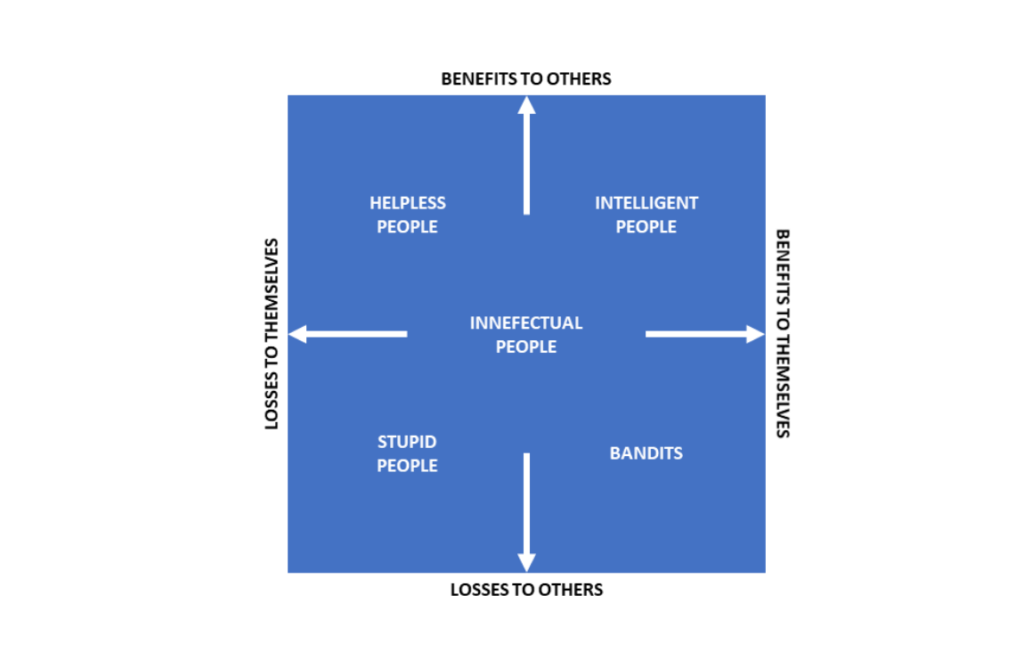 BENEFITS TO OTHERS
HELPLESS
PEOPLE
INTELLIGENT
PEOPLE
LOSSES TO THEMSELVES
INNEFECTUAL
PEOPLE
BENEFITS TO THEMSELVES
STUPID
PEOPLE
BANDITS
LOSSES TO OTHERS